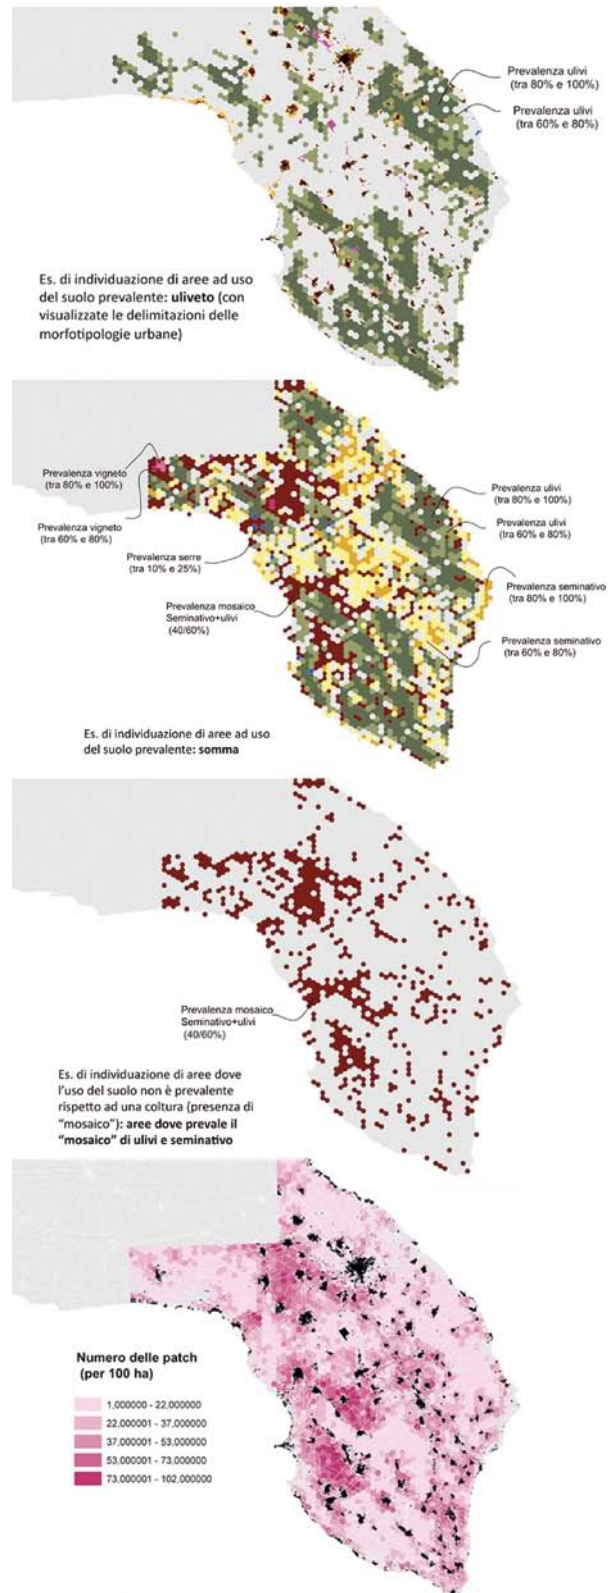 Prevalenza ulivi
(tra 80% e 100%)
Prevalenza ulivi
(tra 60% e 80%)
Es. di individuazione di aree ad uso
del suolo prevalente: uliveto (con
visualizzate le delimitazioni delle
morfotipologie urbane)
Prevalenza vigneto
(tra 80% e 100%)
Prevalenza vigneto
(tra 60% e 80%)
Prevalenza serre
(tra 10% e 25%)
Prevalenza mosaico
Seminativo+ulivi
(40/60%)
Prevalenza ulivi
(tra 80% e 100%)
Prevalenza ulivi
(tra 60% e 80%)
Prevalenza seminativo
(tra 80% e 100%)
Prevalenza seminativo
(tra 60% e 80%)
Es. di individuazione di aree ad uso
del suolo prevalente: somma
Prevalenza mosaico
Seminativo+ulivi
(40/60%)
Es. di individuazione di aree dove
l'uso del suolo non è prevalente
rispetto ad una coltura (presenza di
"mosaico"): aree dove prevale il
"mosaico" di ulivi e seminativo
Numero delle patch
(per 100 ha)
1,000000 - 22,000000
22,000001 - 37,000000
37,000001 - 53,000000
53,000001 - 73,000000
73,000001 - 102,000000